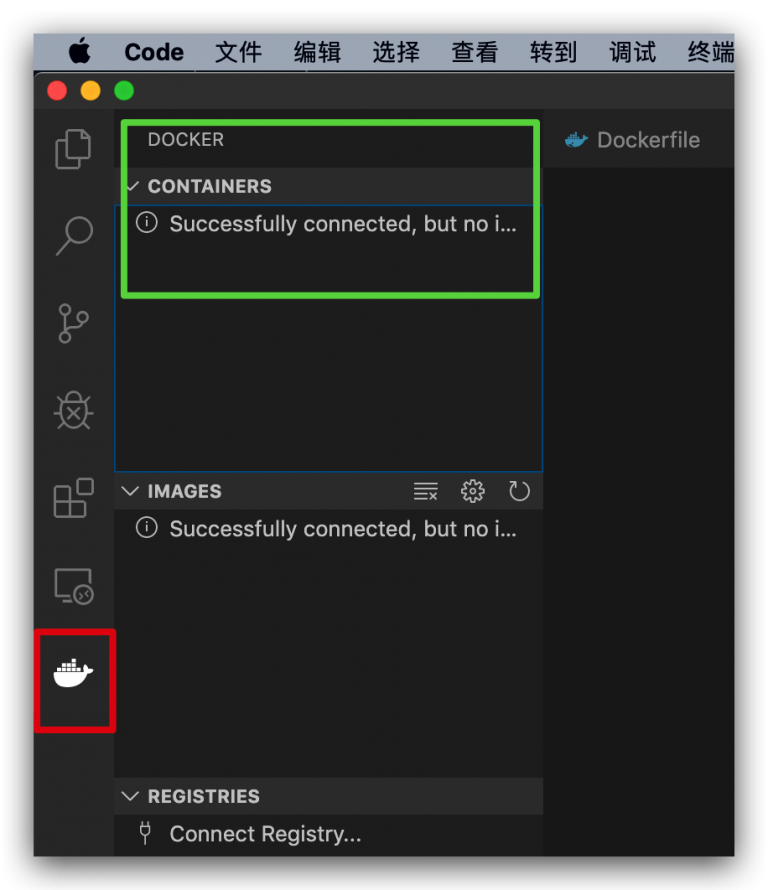 Code 文件 编辑 选择 查看 转到 调试 终端
DOCKER
Dockerfile
CONTAINERS
Successfully connected, but no i...
IMAGES
Successfully connected, but no i...
REGISTRIES
Connect Registry...